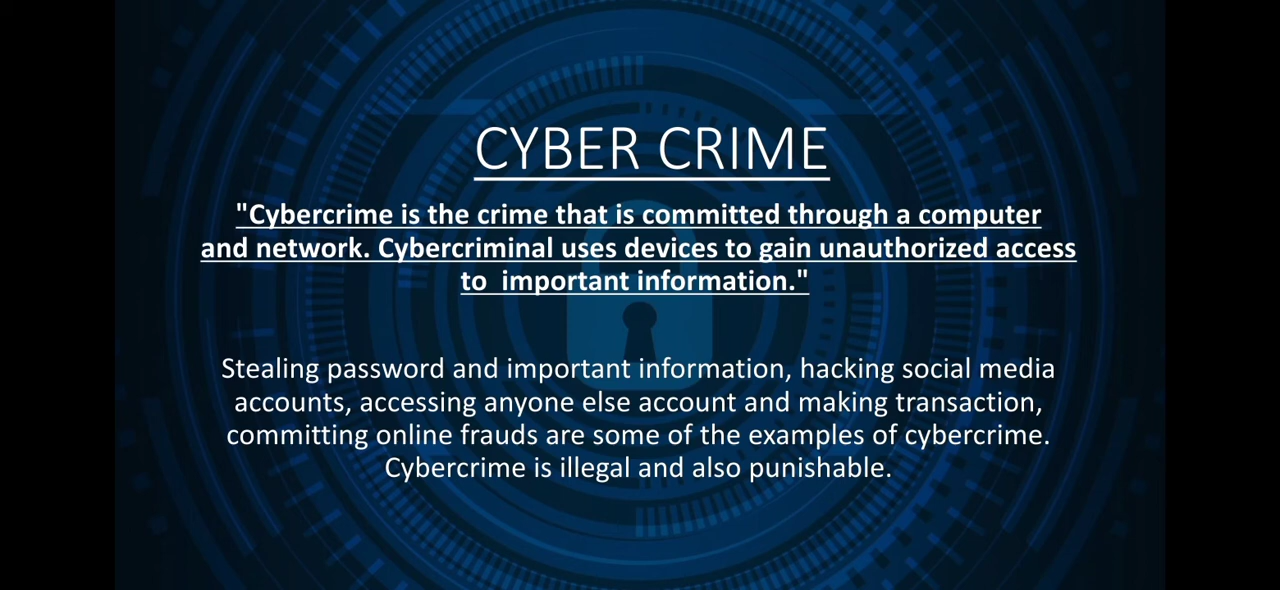 CYBER CRIME
"Cybercrime is the crime that is committed through a computer
and network. Cybercriminal uses devices to gain unauthorized access
to  important information."
Stealing password and important information, hacking social media
accounts, accessing anyone else account and making transaction,
committing online frauds are some of the examples of cybercrime.
Cybercrime is illegal and also punishable.